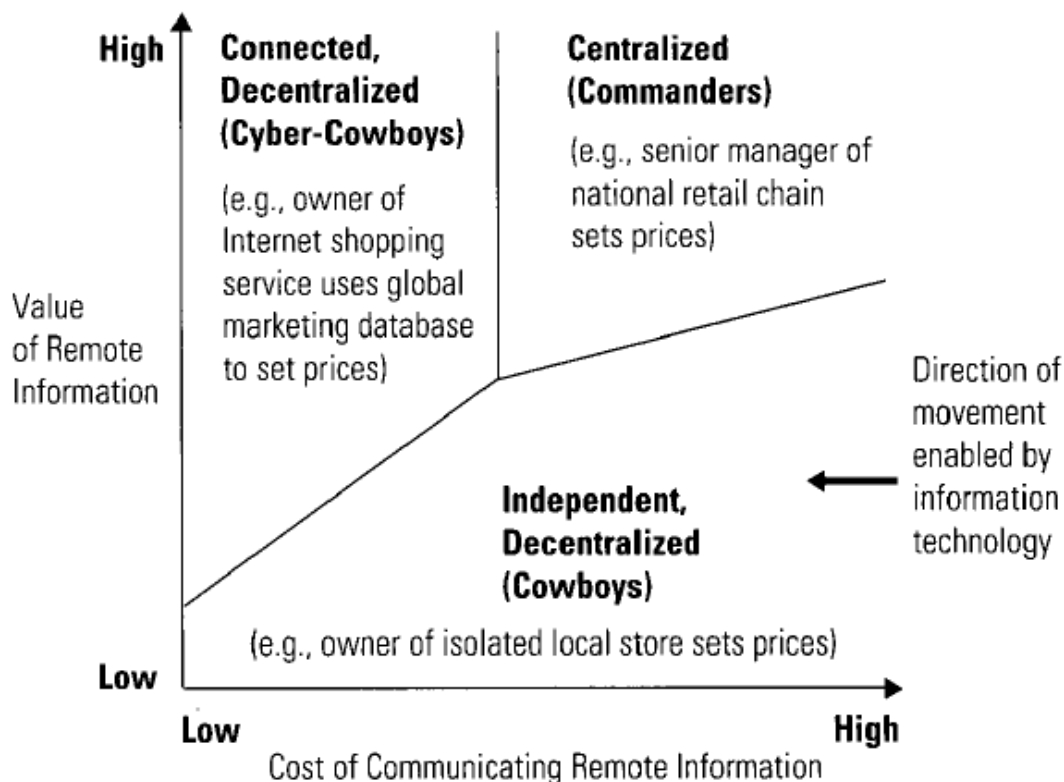 High
Connected,
Decentralized
(Cyber-Cowboys)
(e.g., owner of
Internet shopping
service uses global
marketing database
to set prices)
Centralized
(Commanders)
(e.g., senior manager of
national retail chain
sets prices)
Value
of Remote
Information
Direction of
movement
enabled by
information
technology
Independent,
Decentralized
(Cowboys)
(e.g., owner of isolated local store sets prices)
Low
Low
High
Cost of Communicating Remote Information